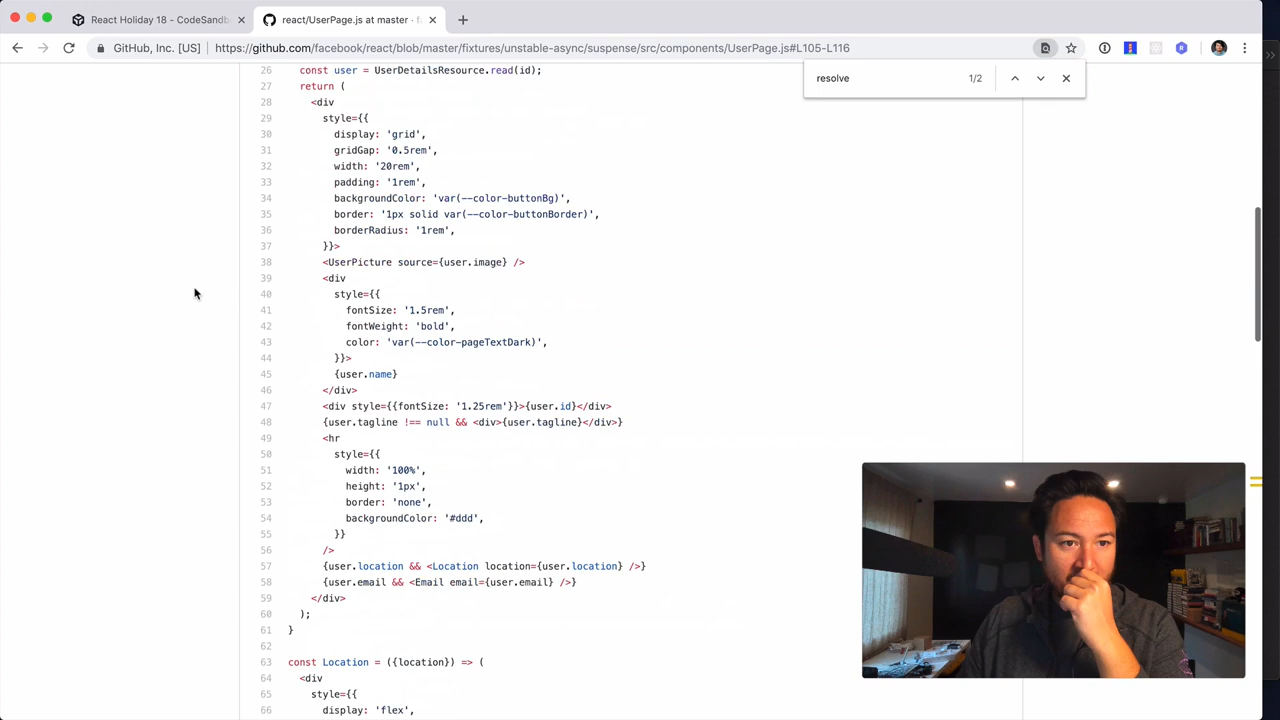 React Holiday 18 - CodeSandb
react/UserPage.js at master · f
GitHub, Inc. [US]
https://github.com/facebook/react/blob/master/fixtures/unstable-async/suspense/src/components/UserPage.js#L105-L116
resolve
1/2
26 const user = UserDetailsResource.read(id);
27 return (
28 <div
29 style={{
30 display: 'grid',
31 gridGap: '0.5rem',
32 width: '20rem',
33 padding: '1rem',
34 backgroundColor: 'var(--color-buttonBg)',
35 border: '1px solid var(--color-buttonBorder)',
36 borderRadius: '1rem',
37 }}>
38 <UserPicture source={user.image} />
39 <div
40 style={{
41 fontSize: '1.5rem',
42 fontWeight: 'bold',
43 color: 'var(--color-pageTextDark)',
44 }}>
45 {user.name}
46 </div>
47 <div style={{fontSize: '1.25rem'}}>{user.id}</div>
48 {user.tagline !== null && <div>{user.tagline}</div>}
49 <hr
50 style={{
51 width: '100%',
52 height: '1px',
53 border: 'none',
54 backgroundColor: '#ddd',
55 }}
56 />
57 {user.location && <Location location={user.location} />}
58 {user.email && <Email email={user.email} />}
59 </div>
60 );
61 }
62
63 const Location = ({location}) => (
64 <div
65 style={{
66 display: 'flex',